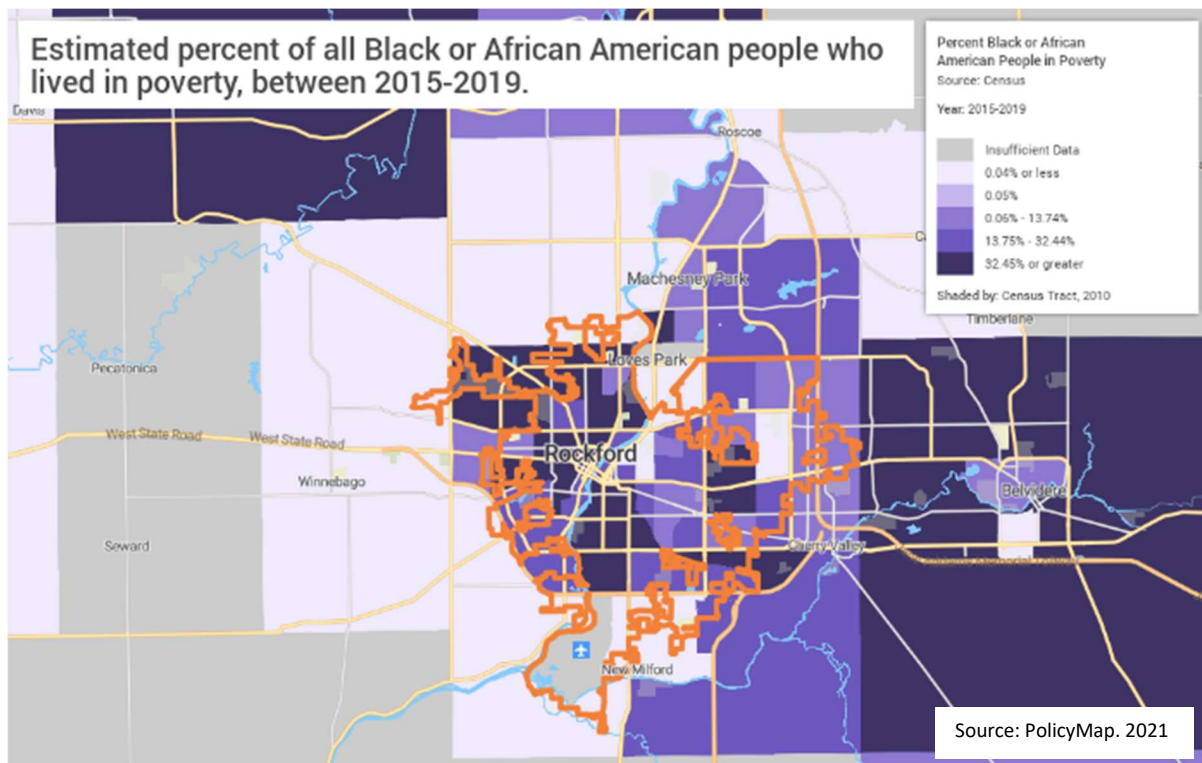 Estimated percent of all Black or African American people who
lived in poverty, between 2015-2019.
Percent Black or African
American People in Poverty
Source: Census
Year: 2015-2019
Insufficient Data
0.04% or less
0.05%
0.06% - 13.74%
13.75% - 32.44%
32.45% or greater
Shaded by: Census Tract, 2010
Davis
Roscoe
Machesney Park
Timberlane
Loves Park
Pecatonica
West State Road
West State Road
Rockford
Winnebago
Belvidere
Seward
Cherry Valley
New Milford
Source: PolicyMap. 2021